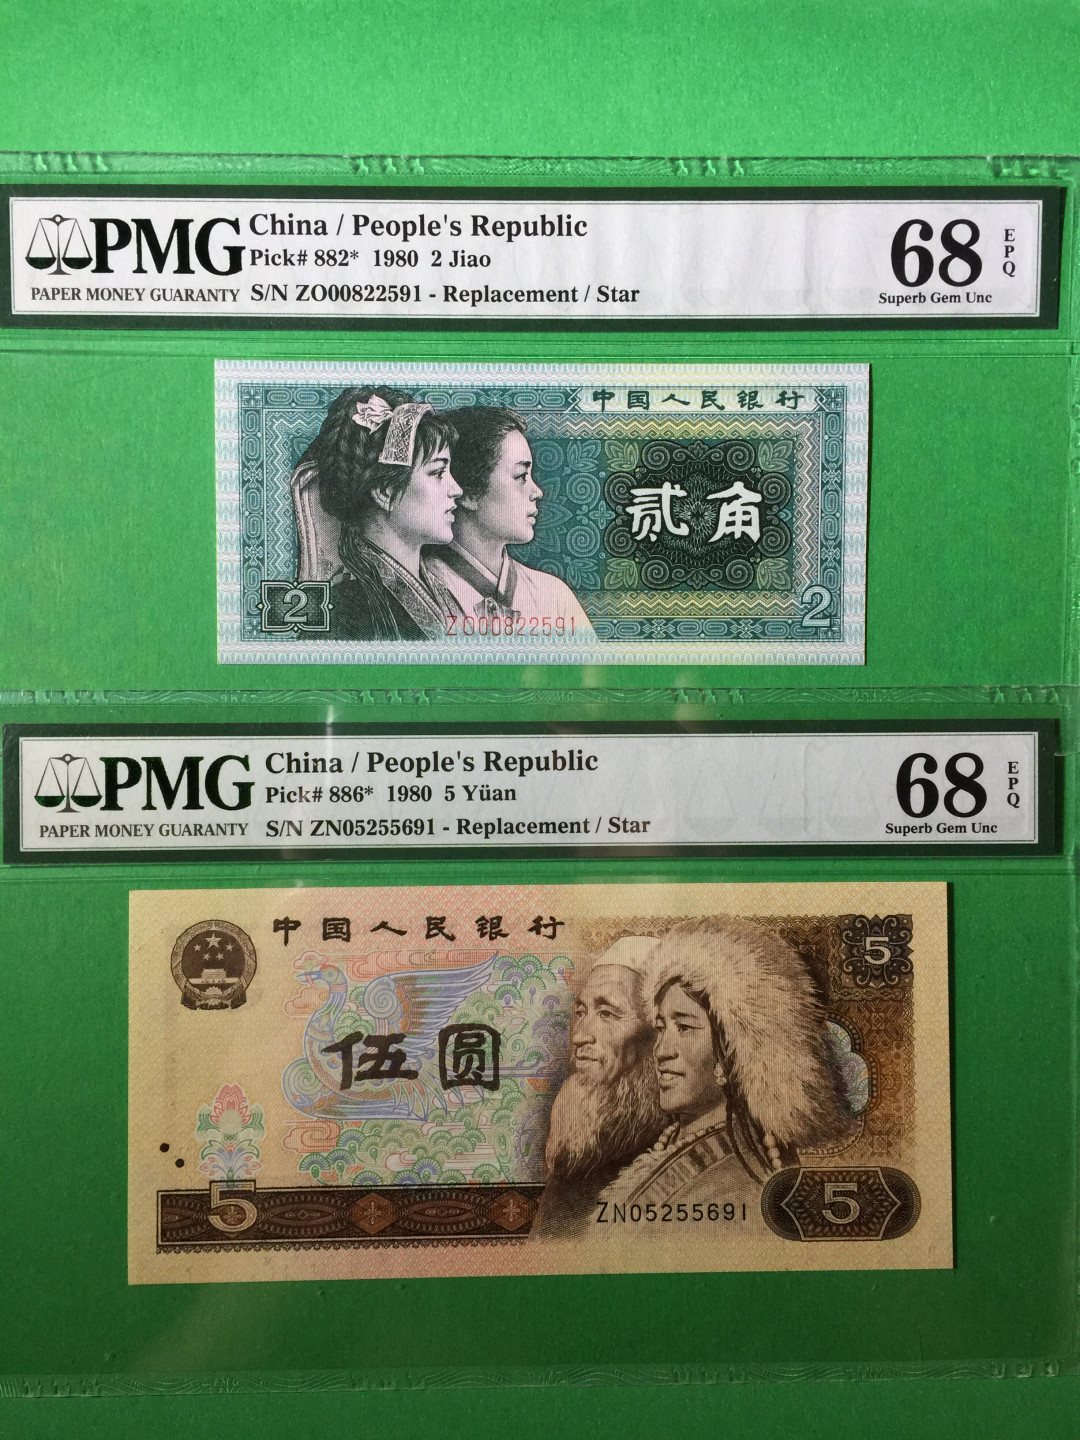 PMG
PAPER MONEY GUARANTY
China / People's Republic
Pick# 882* 1980 2 Jiao
S/N ZO00822591 - Replacement / Star
68
EPQ
Superb Gem Unc
中国人民银行
贰角
2
2
ZO00822591
PMG
PAPER MONEY GUARANTY
China / People's Republic
Pick# 886* 1980 5 Yüan
S/N ZN05255691 - Replacement / Star
68
EPQ
Superb Gem Unc
中国人民银行
5
伍圆
5
ZN05255691
5